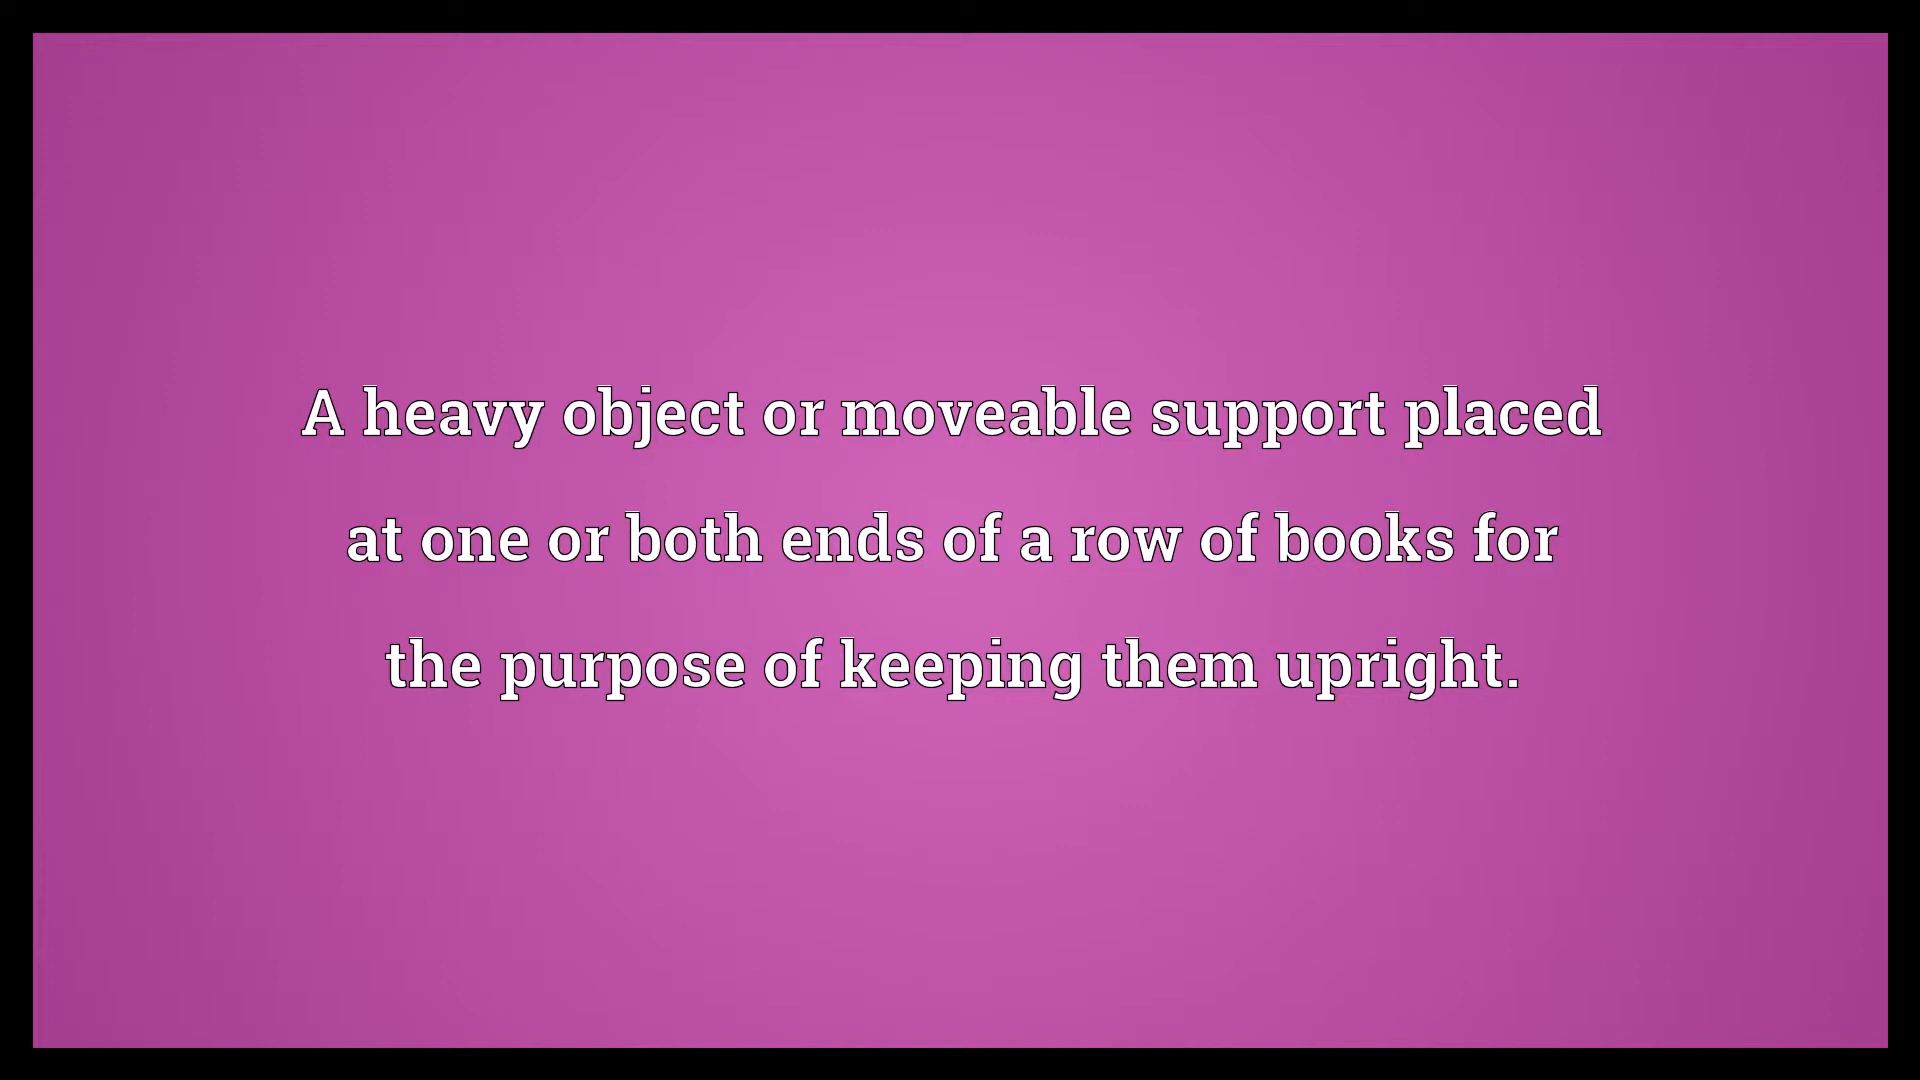 A heavy object or moveable support placed
at one or both ends of a row of books for
the purpose of keeping them upright.